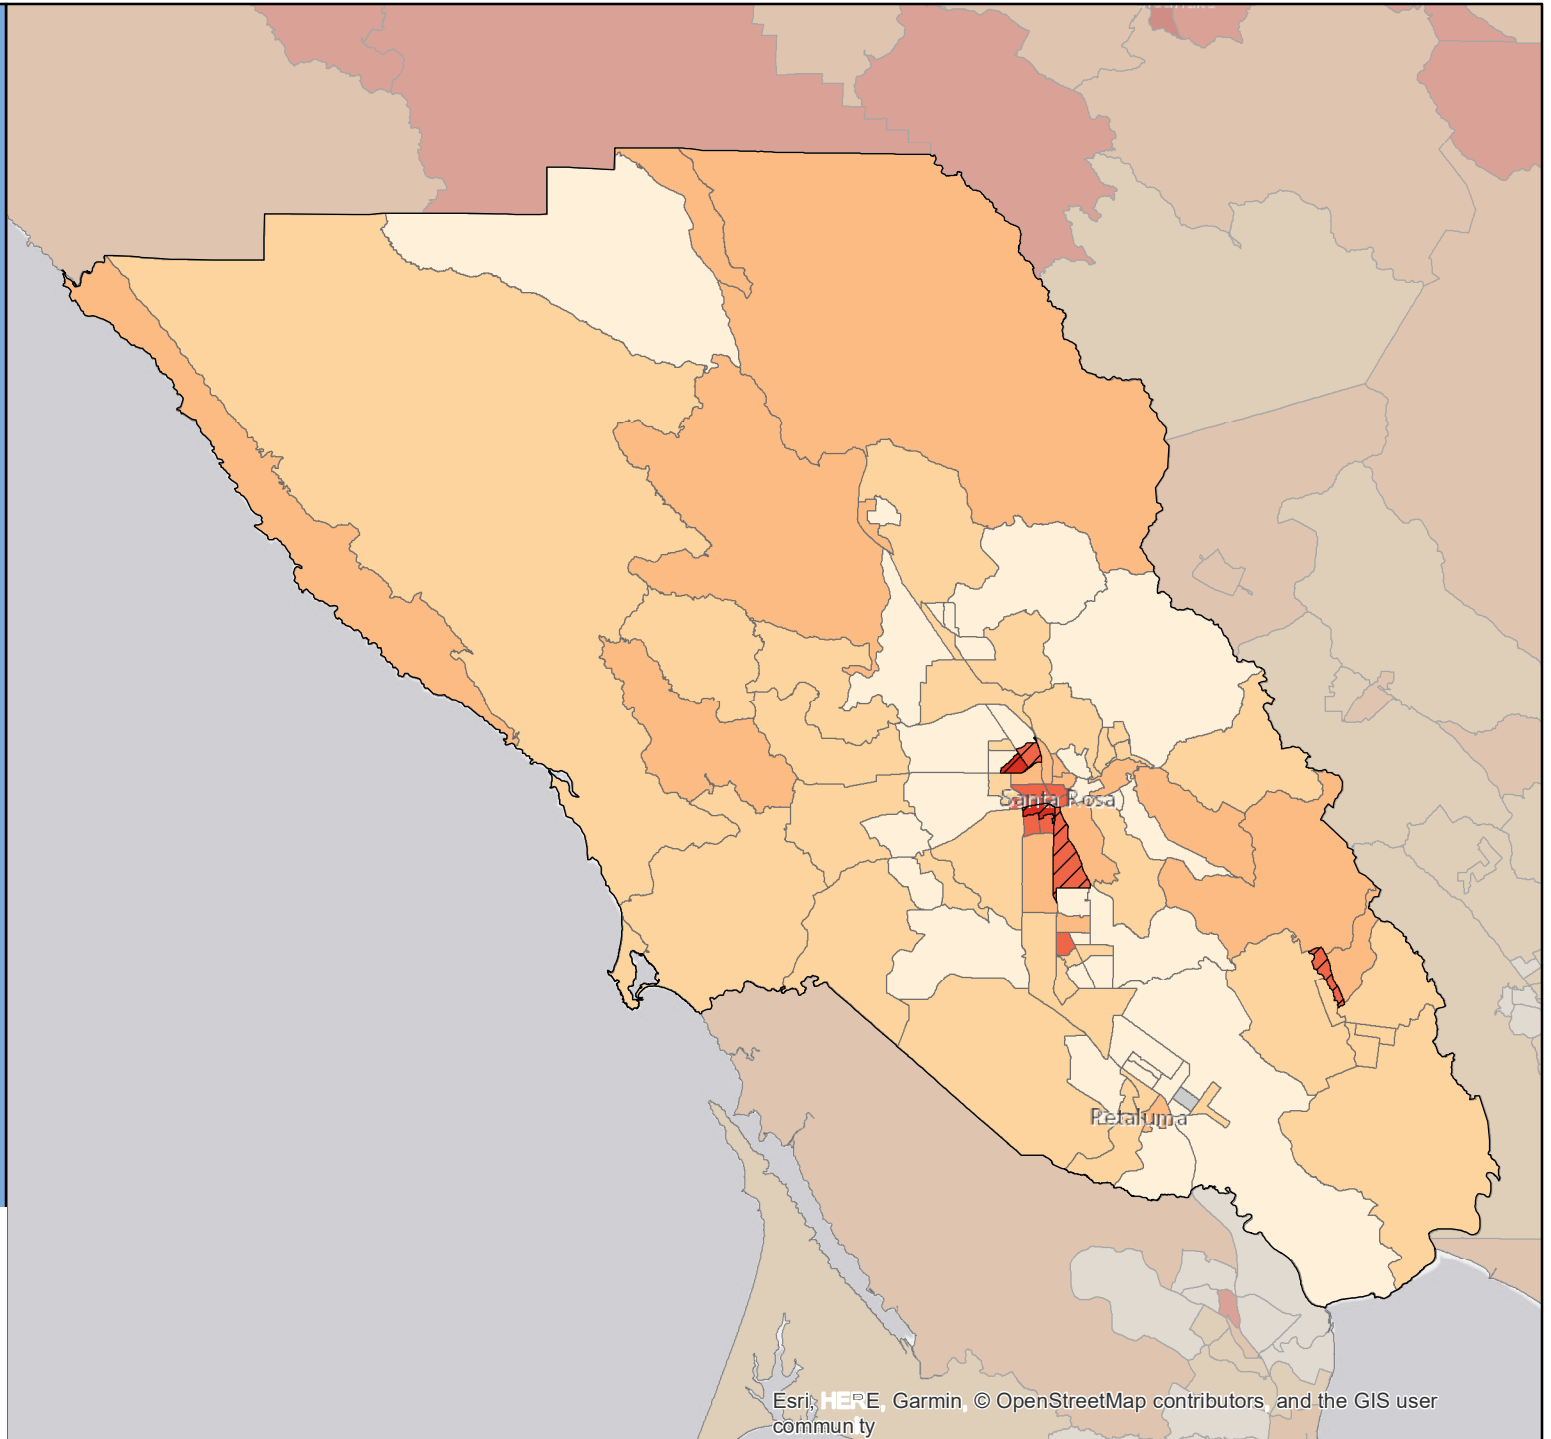 Santa Rosa
Petaluma
Esri, HERE, Garmin, © OpenStreetMap contributors, and the GIS user
community